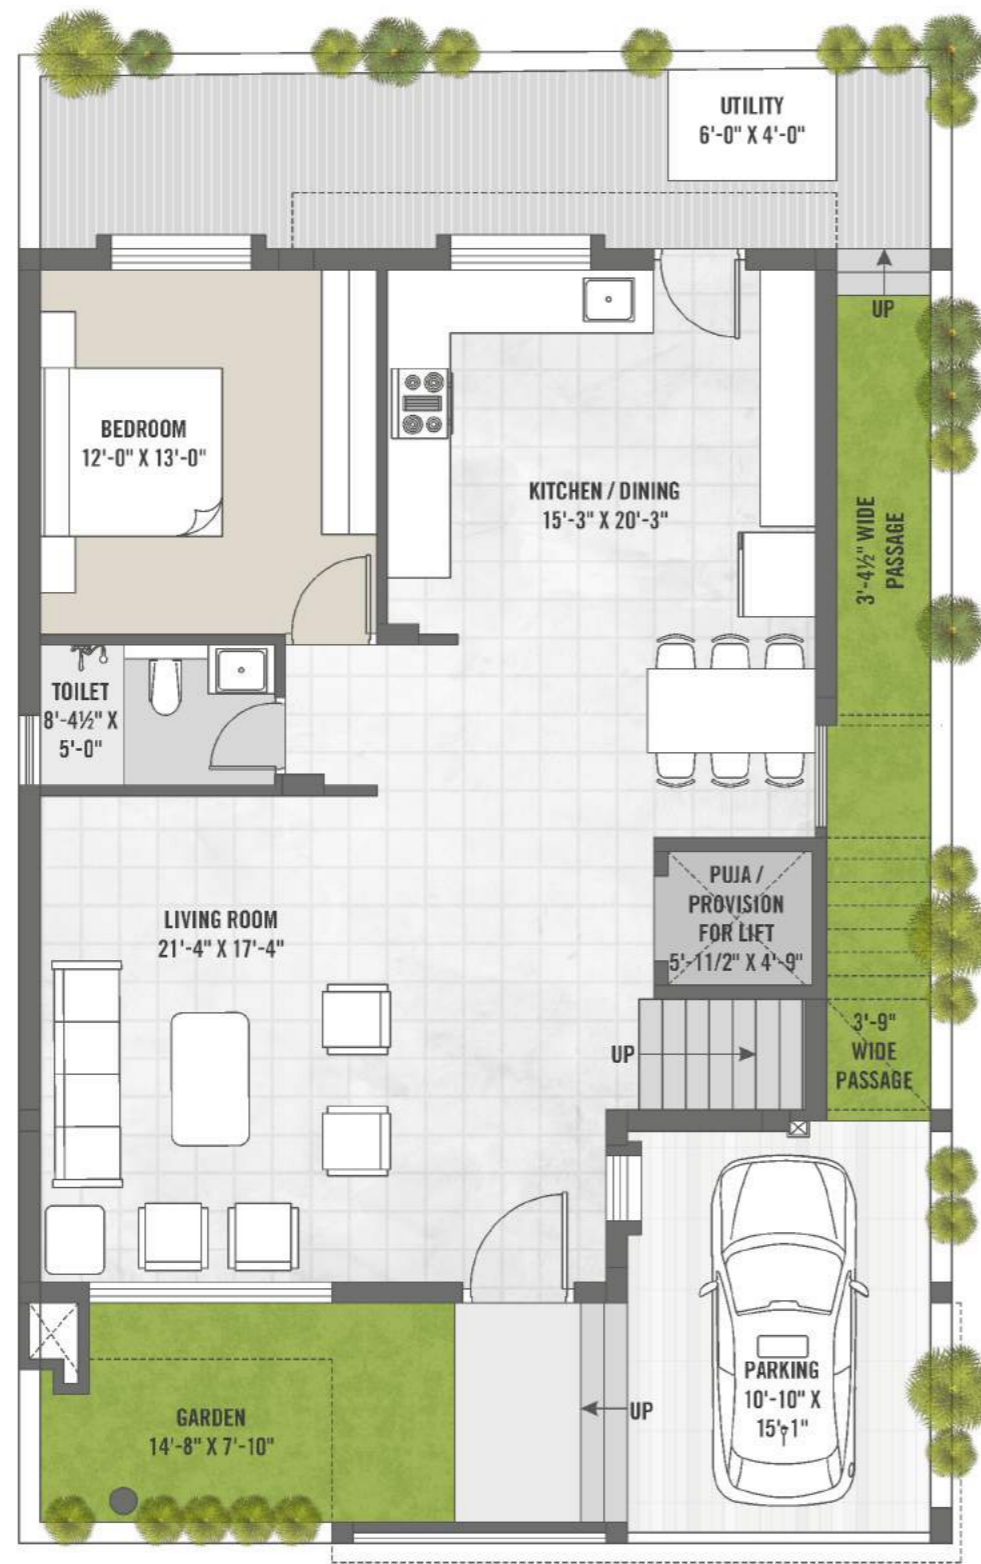 UTILITY
6'-0" X 4'-0"
UP
BEDROOM
12'-0" X 13'-0"
KITCHEN / DINING
15'-3" X 20'-3"
3'-4½" WIDE
PASSAGE
TOILET
8'-4½" X
5'-0"
PUJA /
PROVISION
FOR LIFT
5'-11/2" X 4'-9"
LIVING ROOM
21'-4" X 17'-4"
3'-9"
WIDE
PASSAGE
UP
PARKING
10'-10" X
15'-1"
GARDEN
14'-8" X 7'-10"
UP